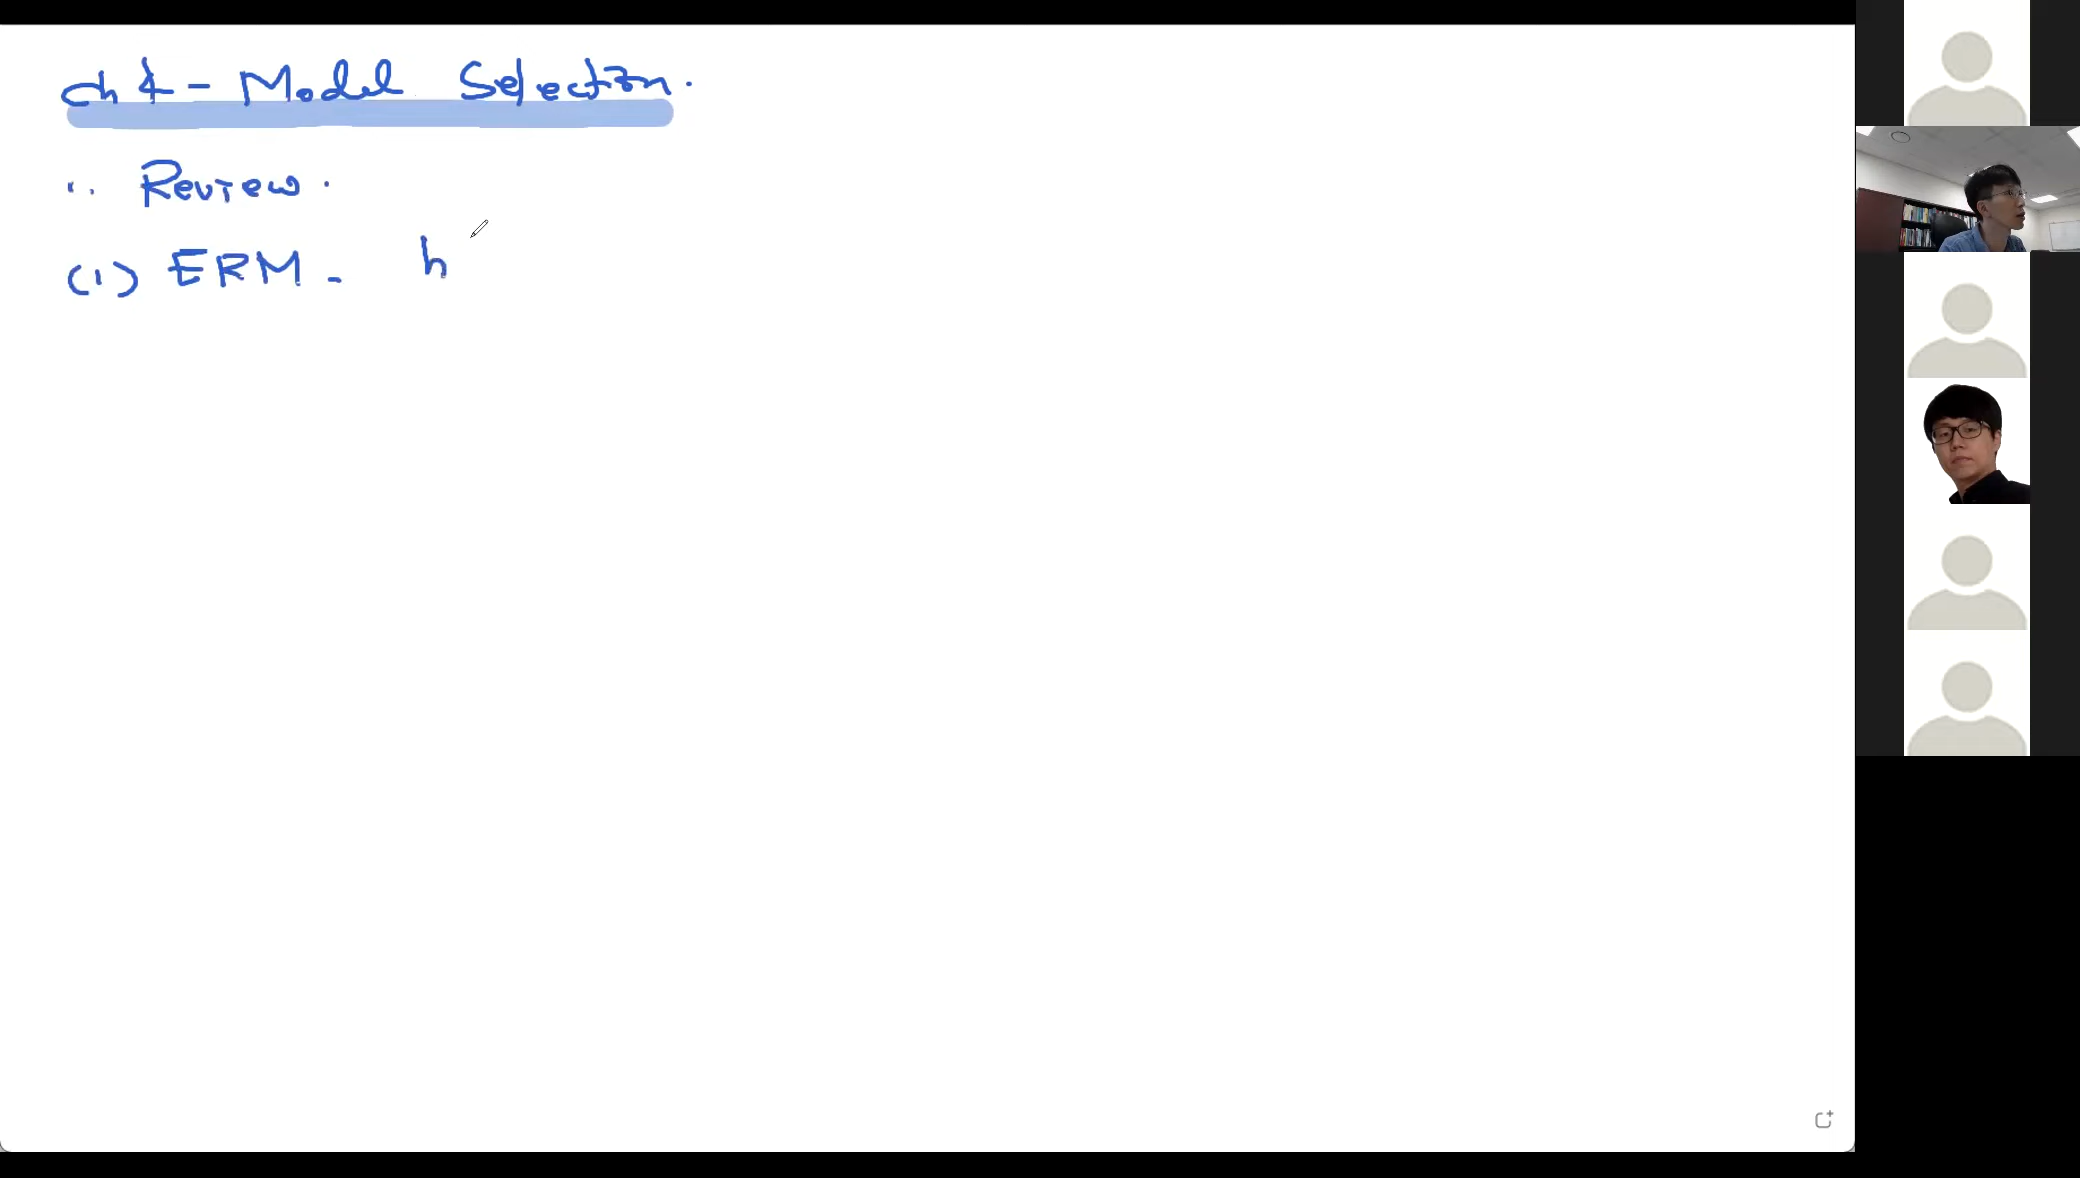 Ch 4 - Model Selection.
Review.
(1) ERM - h